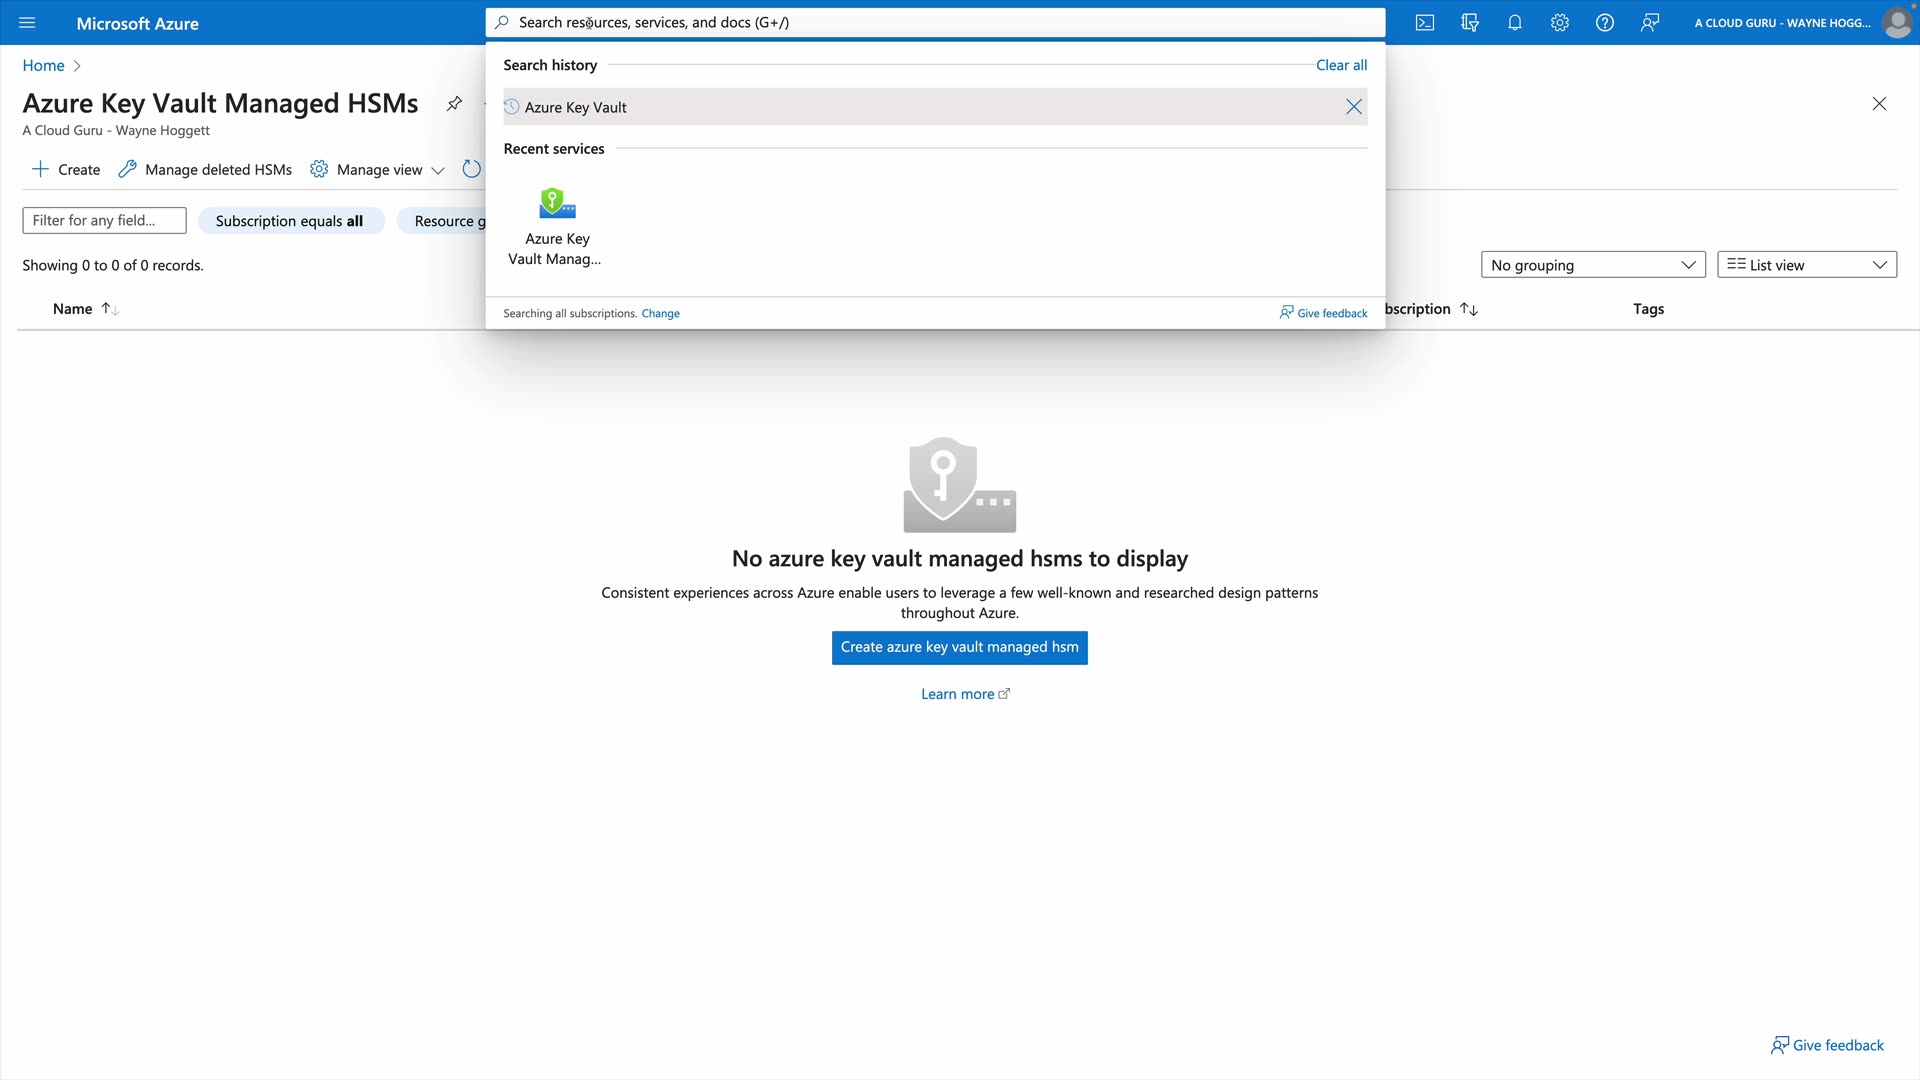 Microsoft Azure
Search resources, services, and docs (G+/)
A CLOUD GURU - WAYNE HOGG...
Search history
Clear all
Azure Key Vault
Recent services
Azure Key
Vault Manag...
Searching all subscriptions. Change
Give feedback
Home
Azure Key Vault Managed HSMs
A Cloud Guru - Wayne Hoggett
Create
Manage deleted HSMs
Manage view
Filter for any field...
Subscription equals all
Resource g
Showing 0 to 0 of 0 records.
No grouping
List view
Name
bscription
Tags
No azure key vault managed hsms to display
Consistent experiences across Azure enable users to leverage a few well-known and researched design patterns
throughout Azure.
Create azure key vault managed hsm
Learn more
Give feedback